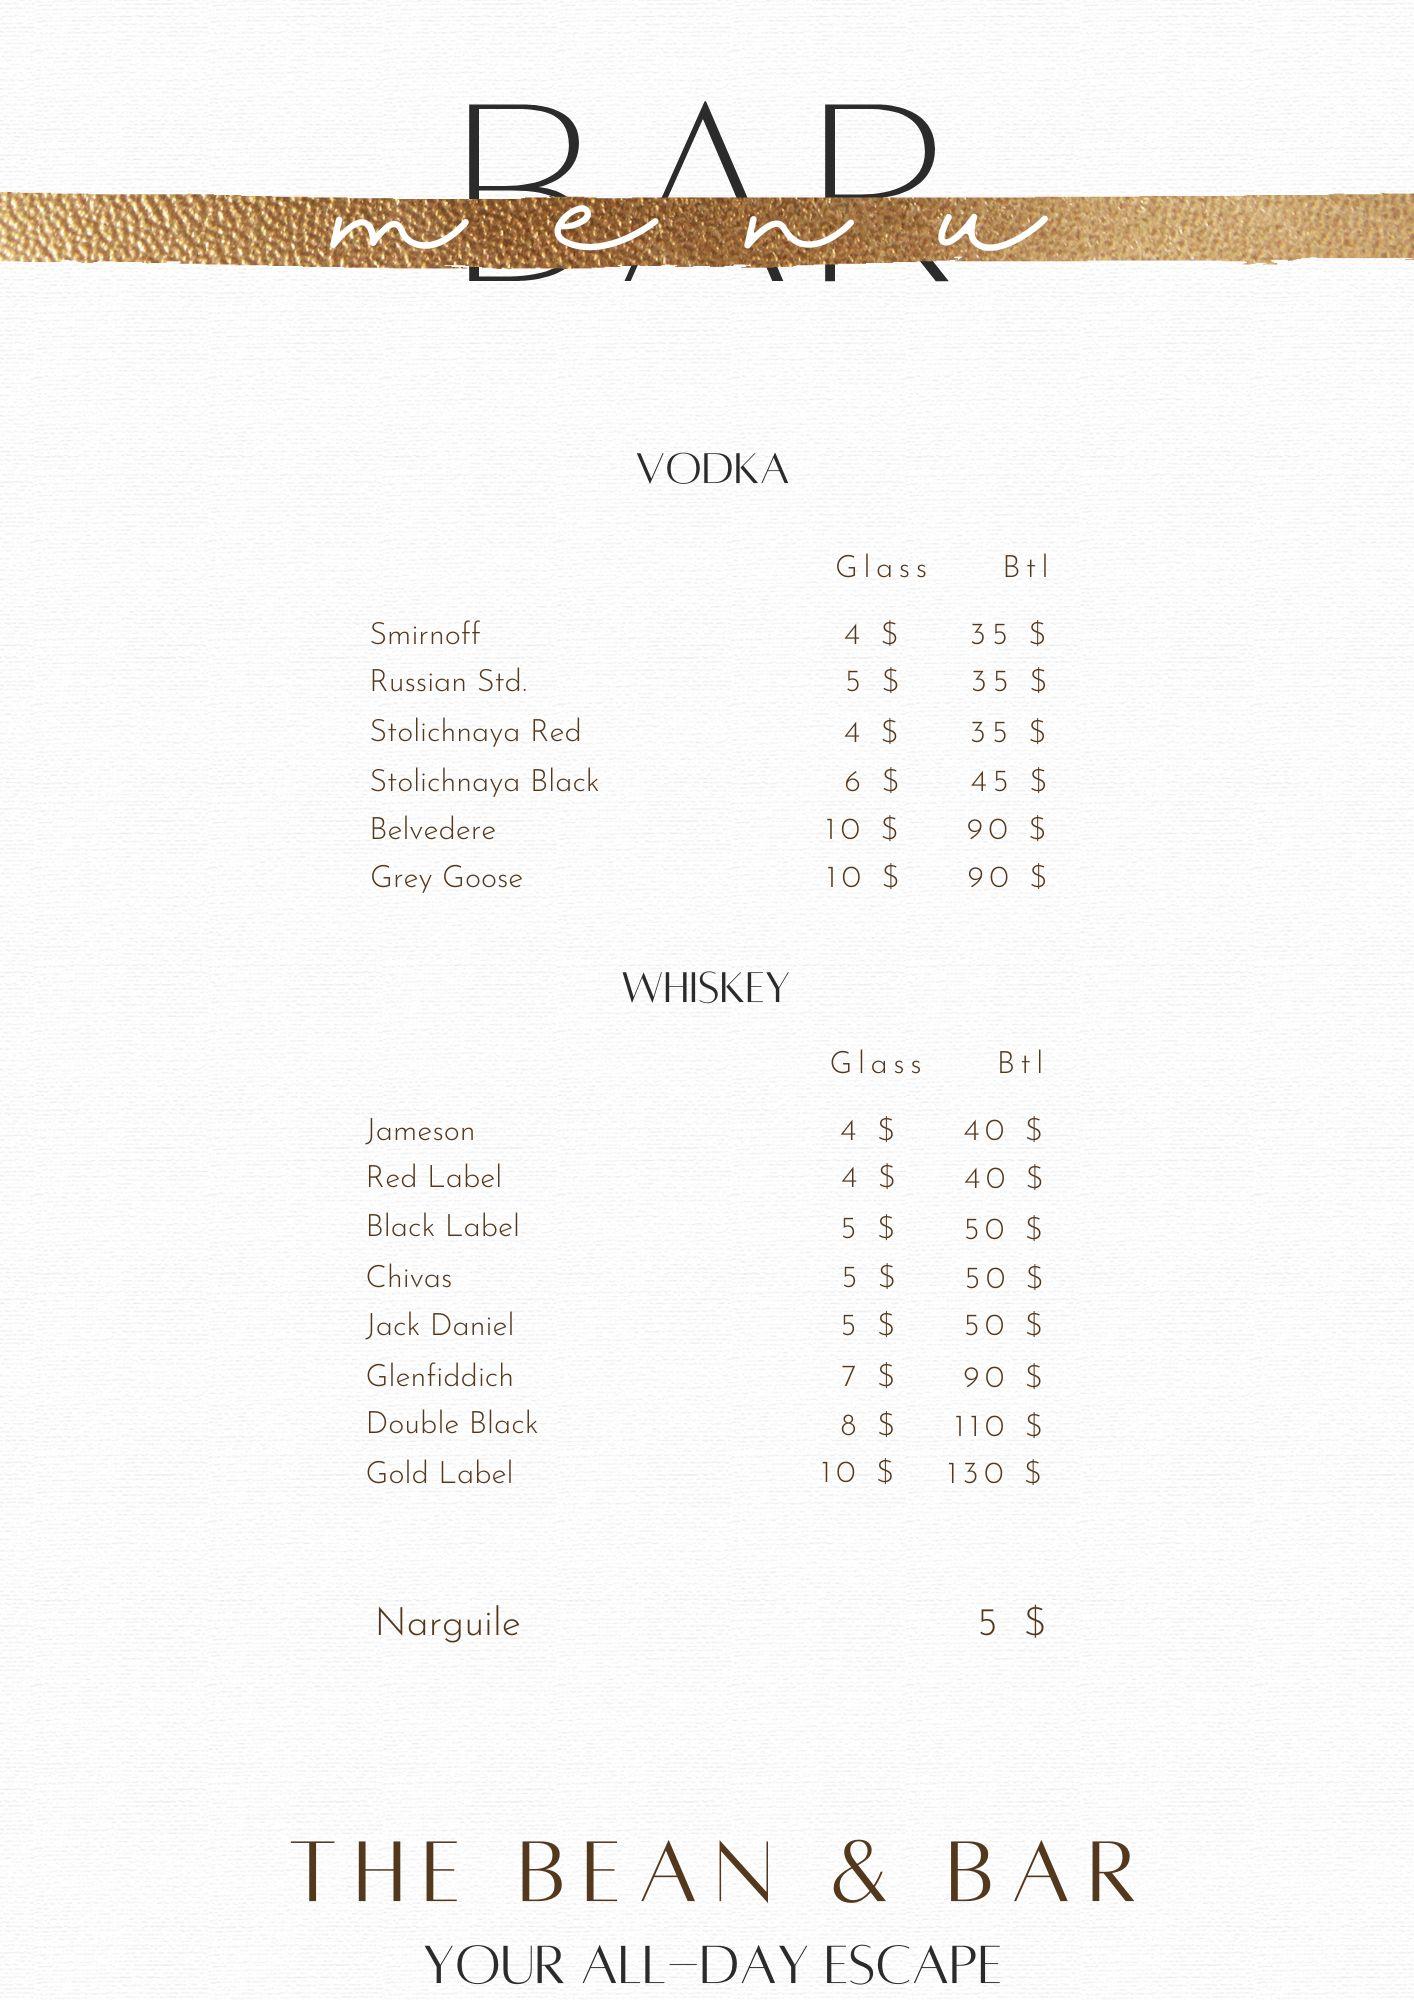 BAR
menu
VODKA
Glass Btl
Smirnoff 4 $ 35 $
Russian Std. 5 $ 35 $
Stolichnaya Red 4 $ 35 $
Stolichnaya Black 6 $ 45 $
Belvedere 10 $ 90 $
Grey Goose 10 $ 90 $
WHISKEY
Glass Btl
Jameson 4 $ 40 $
Red Label 4 $ 40 $
Black Label 5 $ 50 $
Chivas 5 $ 50 $
Jack Daniel 5 $ 50 $
Glenfiddich 7 $ 90 $
Double Black 8 $ 110 $
Gold Label 10 $ 130 $
Narguile 5 $
THE BEAN & BAR
YOUR ALL-DAY ESCAPE